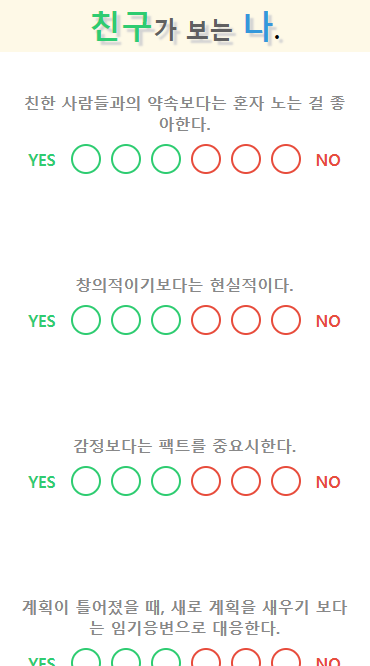 친구가 보는 나.
친한 사람들과의 약속보다는 혼자 노는 걸 좋
아한다.
YES NO
창의적이기보다는 현실적이다.
YES NO
감정보다는 팩트를 중요시한다.
YES NO
계획이 틀어졌을 때, 새로 계획을 새우기 보다
는 임기응변으로 대응한다.
YES NO